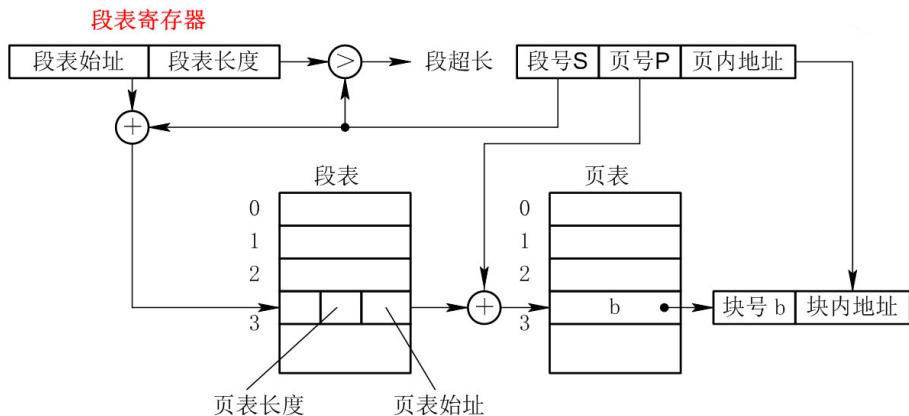 段表寄存器
段表始址 段表长度 > 段超长 段号S 页号P 页内地址
+
段表 页表
0 0
1 1
2 2
+ b 块号 b 块内地址
3 3
页表长度 页表始址